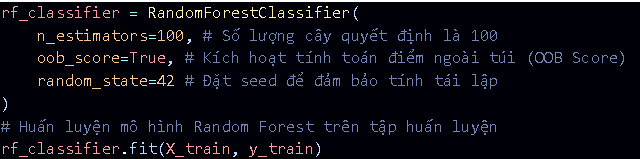 rf_classifier = RandomForestClassifier(
    n_estimators=100, # Số lượng cây quyết định là 100
    oob_score=True, # Kích hoạt tính toán điểm ngoài túi (OOB Score)
    random_state=42 # Đặt seed để đảm bảo tính tái lập
)
# Huấn luyện mô hình Random Forest trên tập huấn luyện
rf_classifier.fit(X_train, y_train)